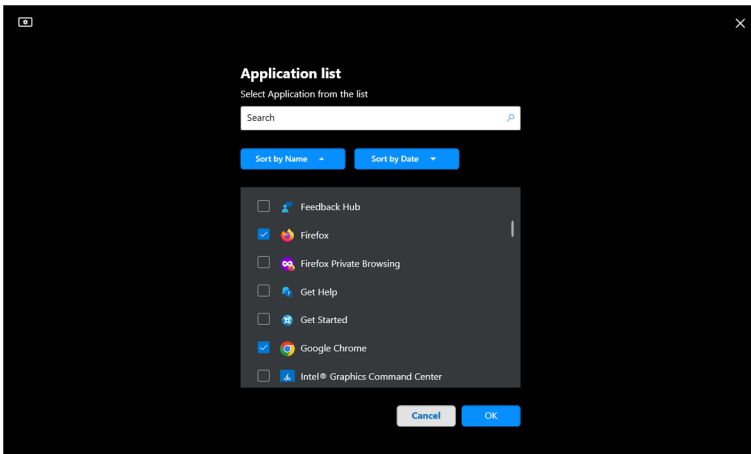 Application list
Select Application from the list
Search
Sort by Name
Sort by Date
Feedback Hub
Firefox
Firefox Private Browsing
Get Help
Get Started
Google Chrome
Intel® Graphics Command Center
Cancel
OK